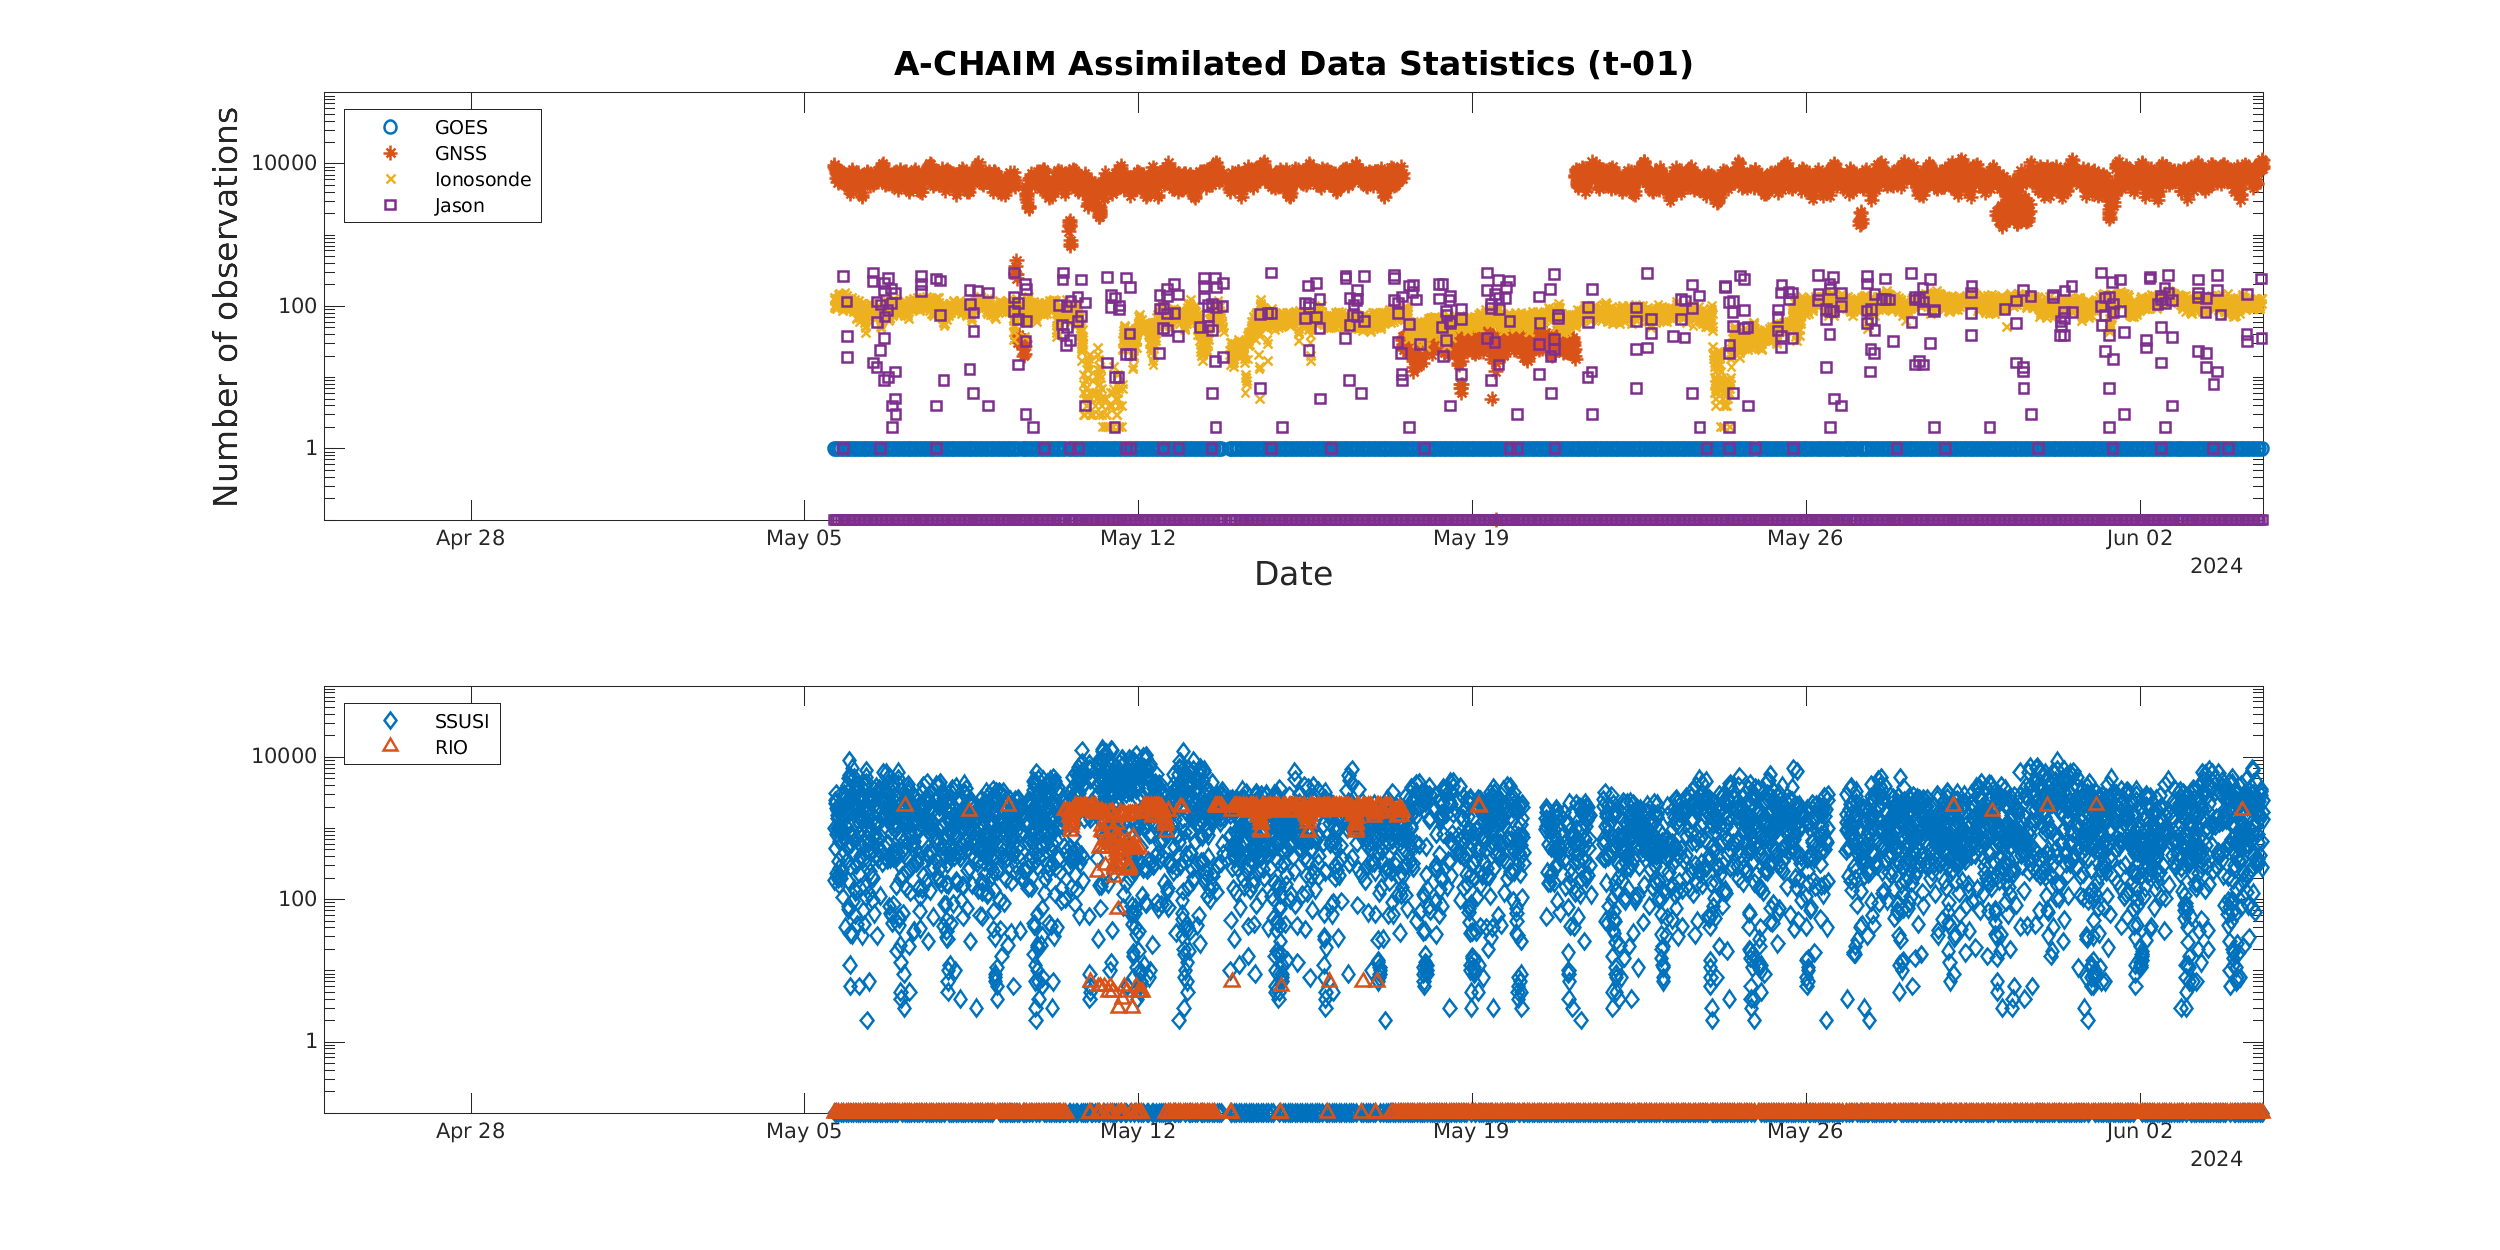 A-CHAIM Assimilated Data Statistics (t-01)
Number of observations
10000
100
1
GOES
GNSS
Ionosonde
Jason
Apr 28
May 05
May 12
May 19
May 26
Jun 02
2024
Date
10000
100
1
SSUSI
RIO
Apr 28
May 05
May 12
May 19
May 26
Jun 02
2024